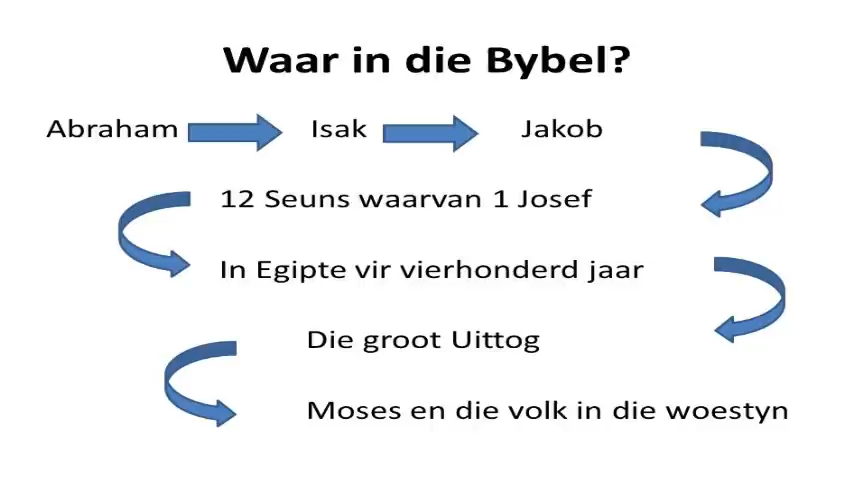 Waar in die Bybel?
Abraham Isak Jakob
12 Seuns waarvan 1 Josef
In Egipte vir vierhonderd jaar
Die groot Uittog
Moses en die volk in die woestyn